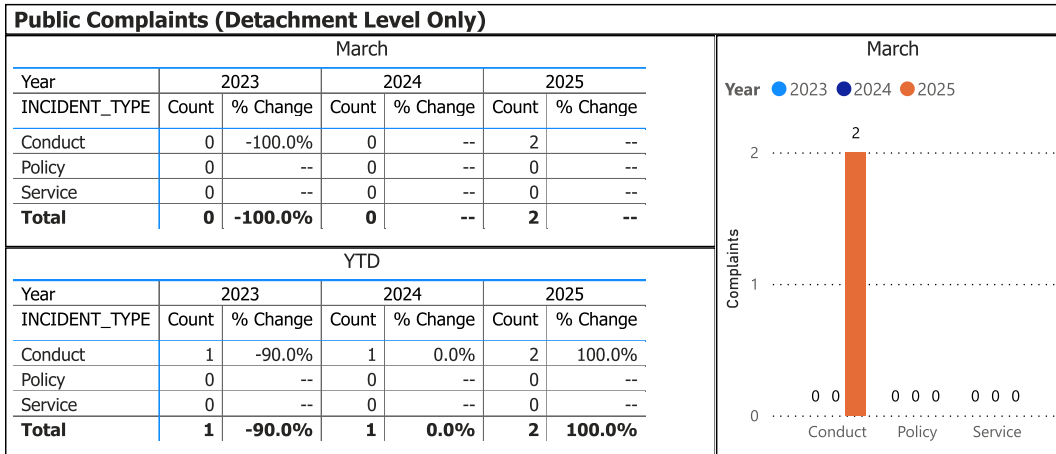 Public Complaints (Detachment Level Only)
March
Year 2023 2024 2025
INCIDENT_TYPE Count % Change Count % Change Count % Change
Conduct 0 -100.0% 0 -- 2 --
Policy 0 -- 0 -- 0 --
Service 0 -- 0 -- 0 --
Total 0 -100.0% 0 -- 2 --
YTD
Year 2023 2024 2025
INCIDENT_TYPE Count % Change Count % Change Count % Change
Conduct 1 -90.0% 1 0.0% 2 100.0%
Policy 0 -- 0 -- 0 --
Service 0 -- 0 -- 0 --
Total 1 -90.0% 1 0.0% 2 100.0%
March
Year 2023 2024 2025
2
2
1
Complaints
0 0 0 0 0 0 0 0
0
Conduct Policy Service